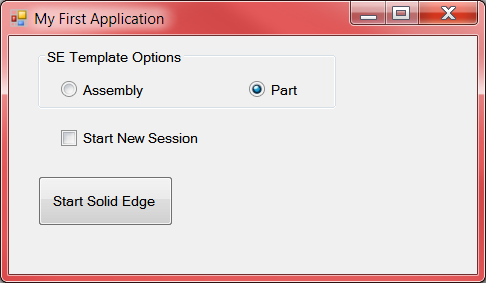 My First Application
SE Template Options
Assembly Part
Start New Session
Start Solid Edge